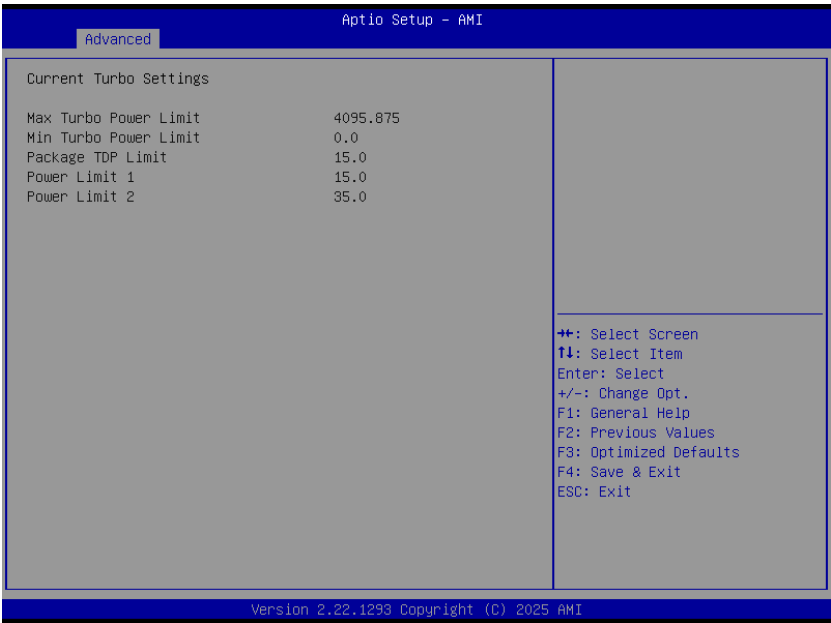 Aptio Setup – AMI
Advanced
Current Turbo Settings
Max Turbo Power Limit 4095.875
Min Turbo Power Limit 0.0
Package TDP Limit 15.0
Power Limit 1 15.0
Power Limit 2 35.0
→←: Select Screen
↑↓: Select Item
Enter: Select
+/-: Change Opt.
F1: General Help
F2: Previous Values
F3: Optimized Defaults
F4: Save & Exit
ESC: Exit
Version 2.22.1293 Copyright (C) 2025 AMI